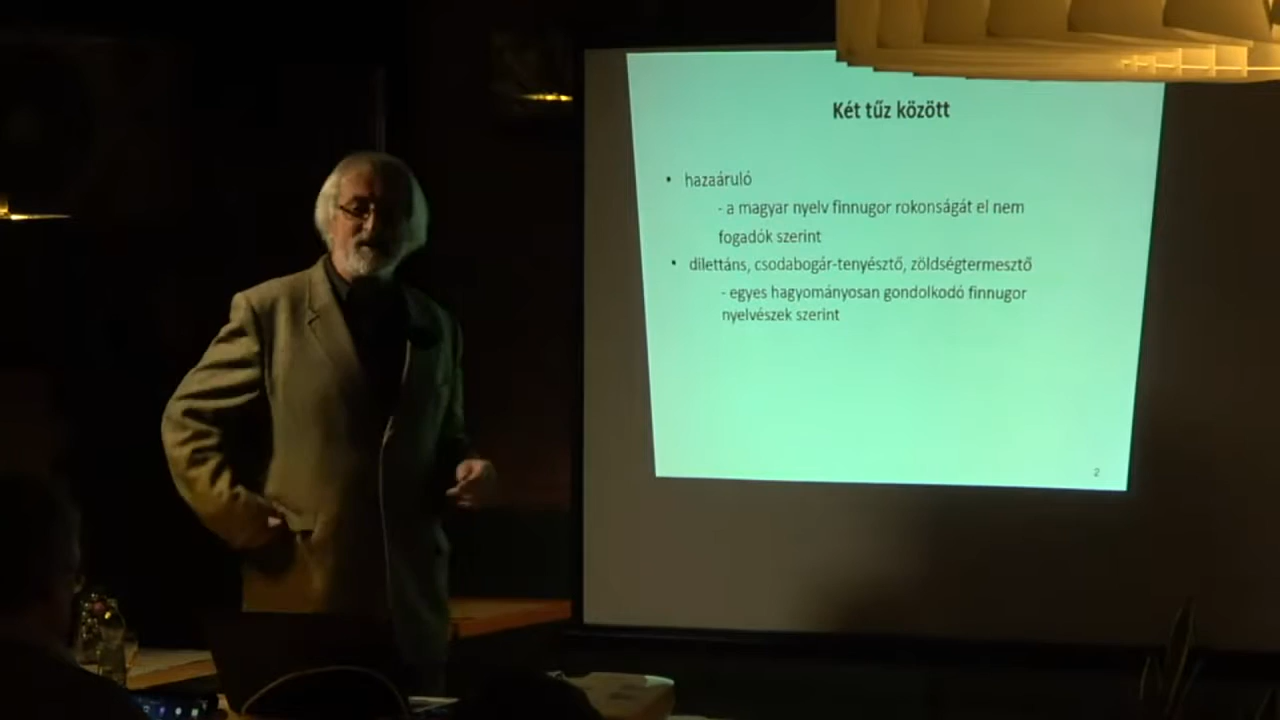 Két tűz között
• hazaáruló
- a magyar nyelv finnugor rokonságát el nem
fogadók szerint
• dilettáns, csodabogár-tenyésztő, zöldségtermesztő
- egyes hagyományosan gondolkodó finnugor
nyelvészek szerint
2